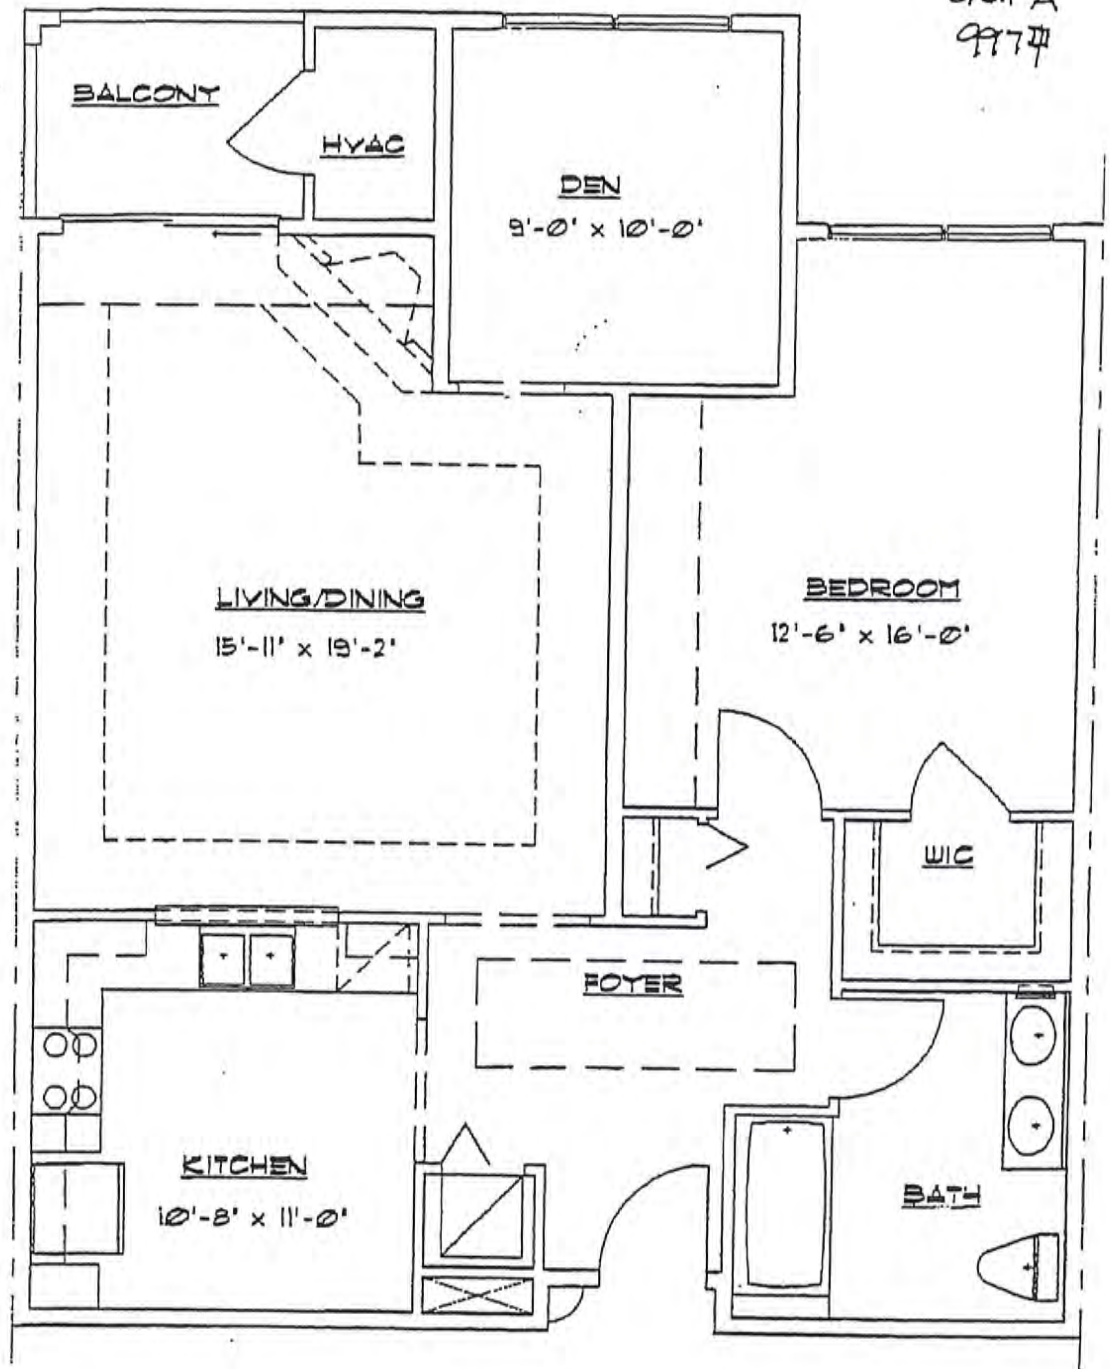 997#
BALCONY
HVAC
DEN
9'-0" x 10'-0"
LIVING/DINING
15'-11" x 19'-2"
BEDROOM
12'-6" x 16'-0"
WIC
FOYER
KITCHEN
10'-8" x 11'-0"
BATH